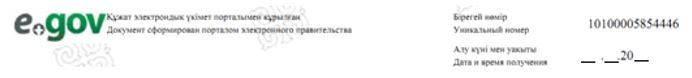 e.gov
Құжат электрондық үкімет порталымен құрылған
Документ сформирован порталом электронного правительства
Бірегей нөмір
Уникальный номер
10100005854446
Алу күні мен уақыты
Дата и время получения
__ .__.20__